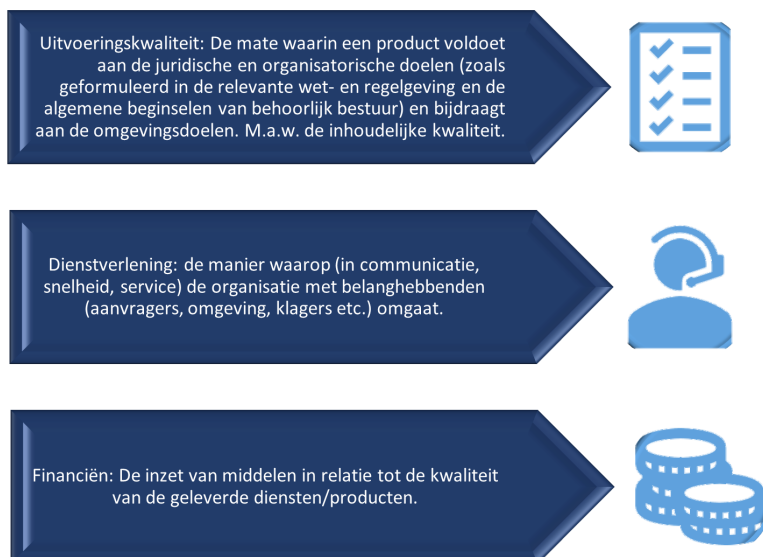 Uitvoeringskwaliteit: De mate waarin een product voldoet
aan de juridische en organisatorische doelen (zoals
geformuleerd in de relevante wet- en regelgeving en de
algemene beginselen van behoorlijk bestuur) en bijdraagt
aan de omgevingsdoelen. M.a.w. de inhoudelijke kwaliteit.
Dienstverlening: de manier waarop (in communicatie,
snelheid, service) de organisatie met belanghebbenden
(aanvragers, omgeving, klagers etc.) omgaat.
Financiën: De inzet van middelen in relatie tot de kwaliteit
van de geleverde diensten/producten.